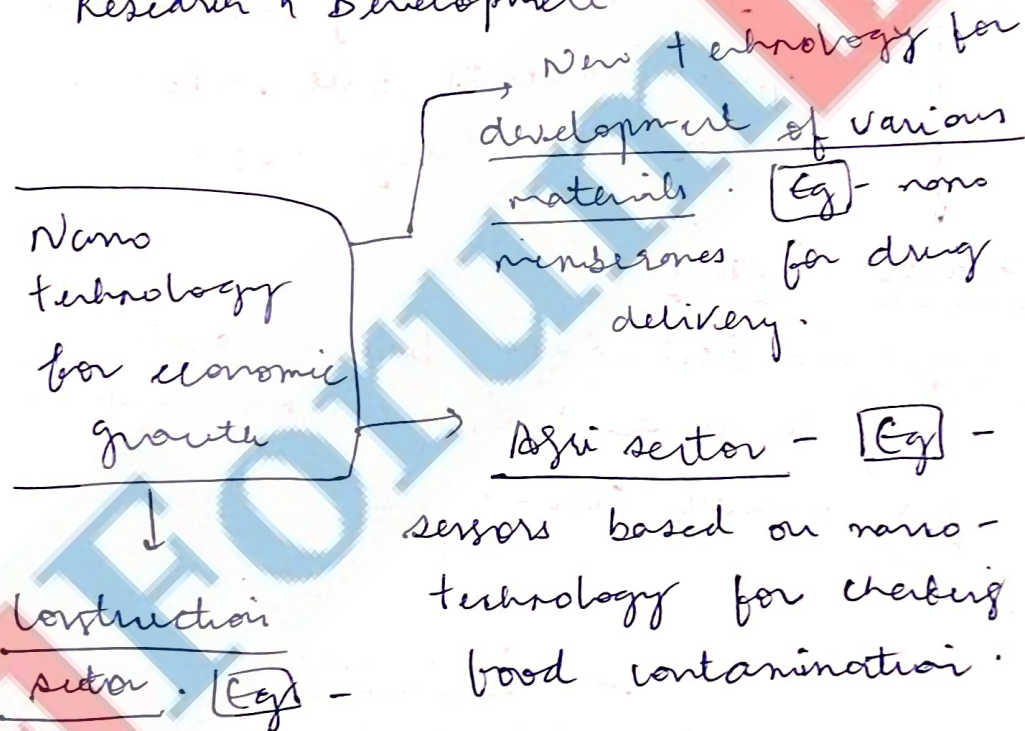 Research & Development
New technology for
development of various
materials. Eg - nano
membranes for drug
delivery.
Nano
technology
for economic
growth
Agri sector - Eg -
sensors based on nano-
technology for checking
food contamination.
Construction
sector. Eg -
Forum